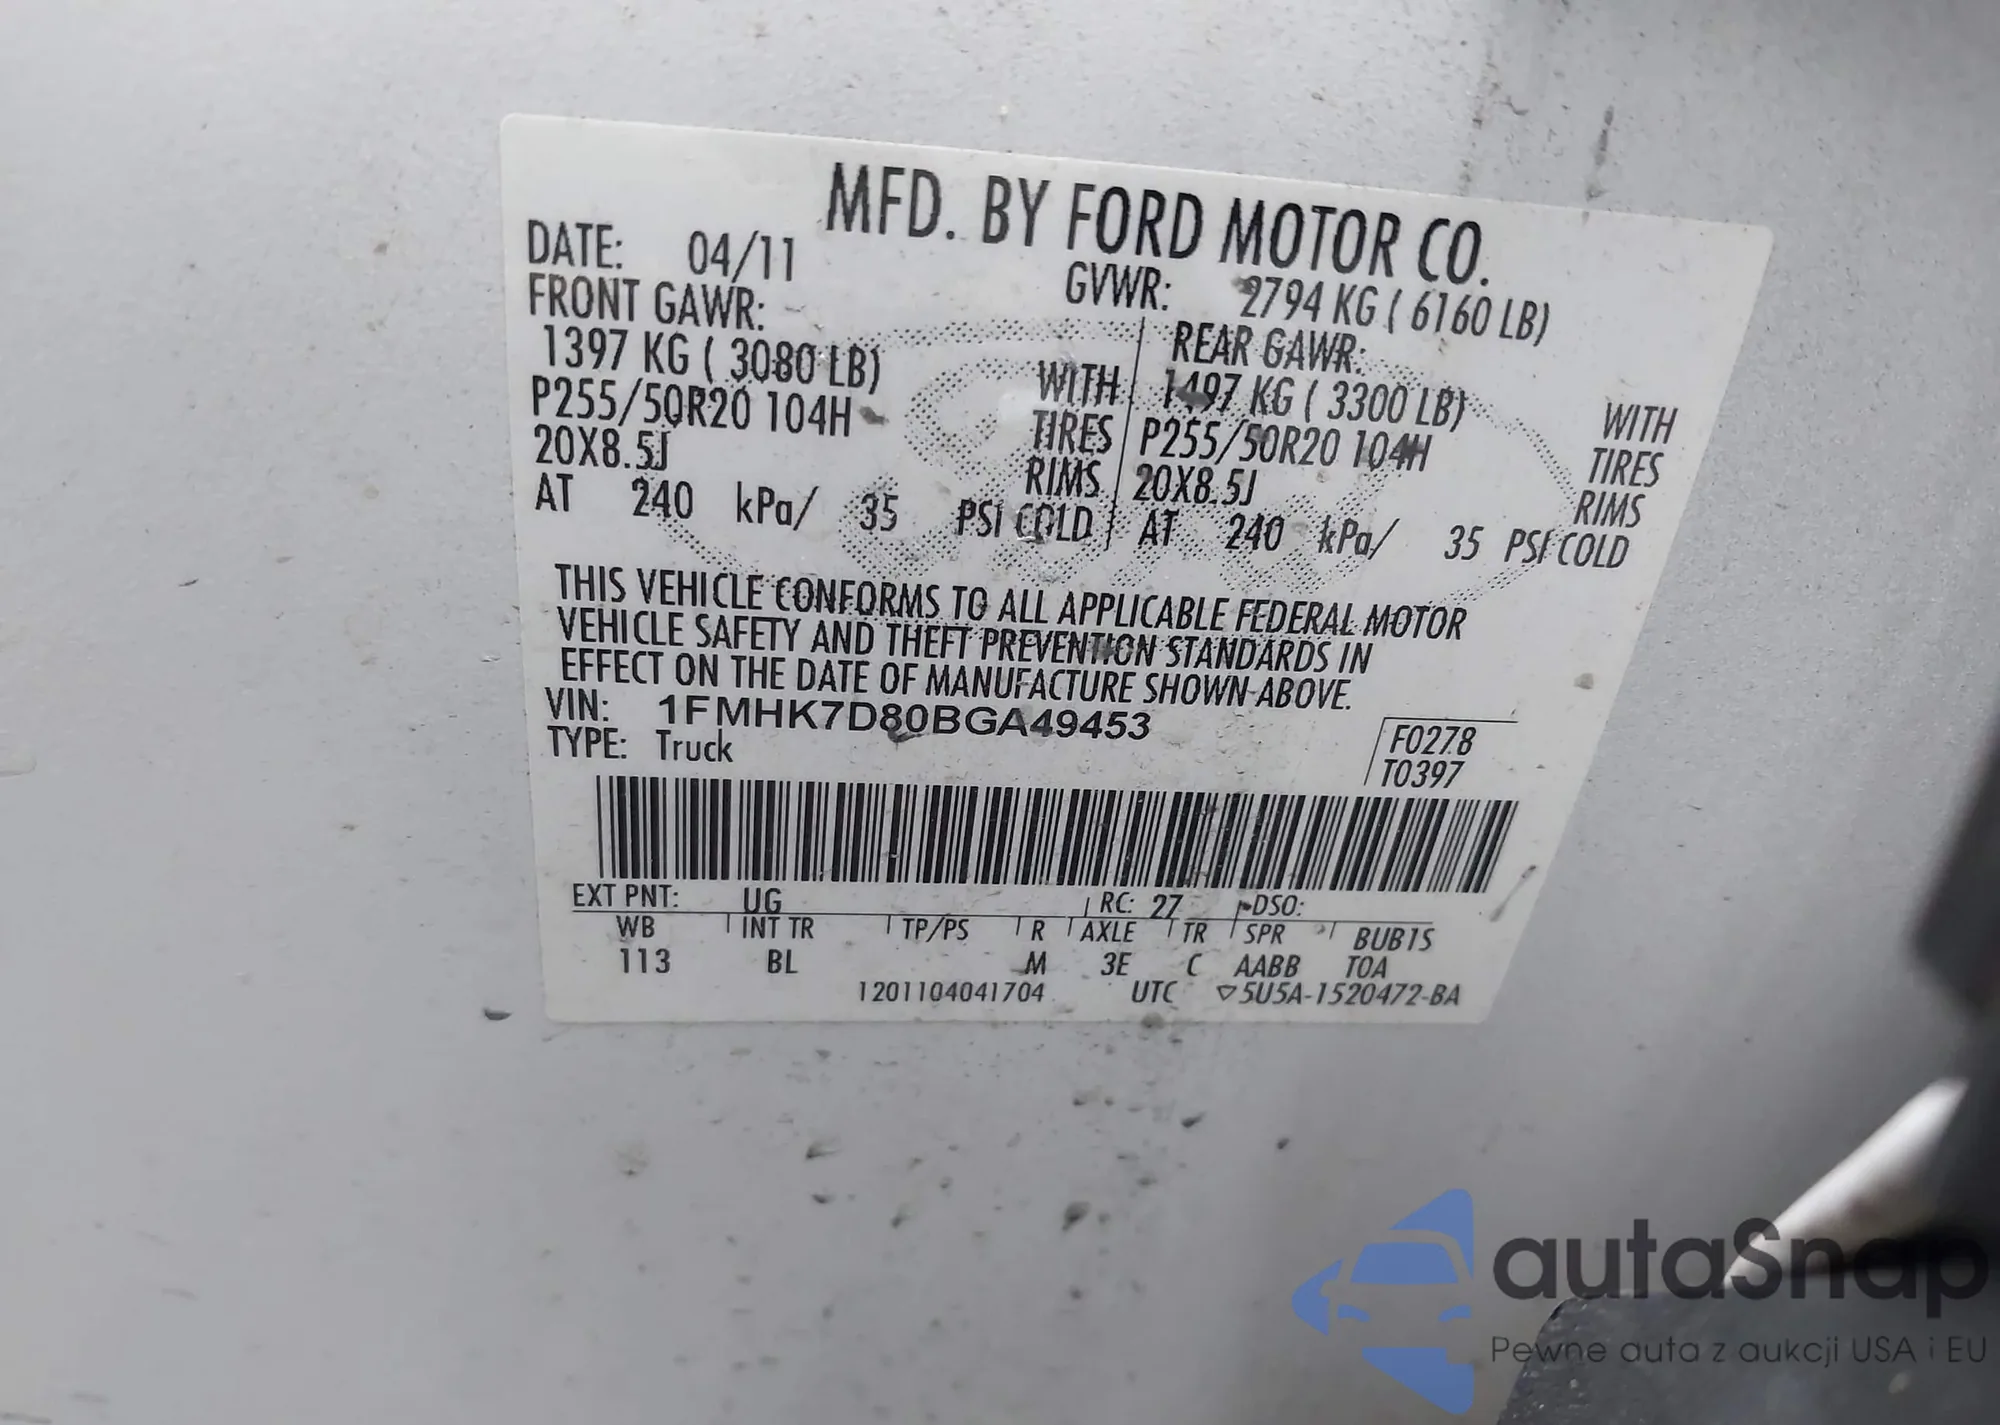 MFD. BY FORD MOTOR CO.
DATE: 04/11 GVWR: 2794 KG ( 6160 LB)
FRONT GAWR: REAR GAWR:
1397 KG ( 3080 LB) WITH 1497 KG ( 3300 LB) WITH
P255/50R20 104H TIRES P255/50R20 104H TIRES
20X8.5J RIMS 20X8.5J RIMS
AT 240 kPa/ 35 PSI COLD AT 240 kPa/ 35 PSI COLD
THIS VEHICLE CONFORMS TO ALL APPLICABLE FEDERAL MOTOR
VEHICLE SAFETY AND THEFT PREVENTION STANDARDS IN
EFFECT ON THE DATE OF MANUFACTURE SHOWN ABOVE.
VIN: 1FMHK7D80BGA49453
TYPE: Truck
F0278
T0397
EXT PNT: UG RC: 27 DSO:
WB INT TR TP/PS R AXLE TR SPR BUB1S
113 BL M 3E C AABB TOA
1201104041704 UTC ▽5U5A-1520472-BA
autaSnap
Pewne auta z aukcji USA i EU